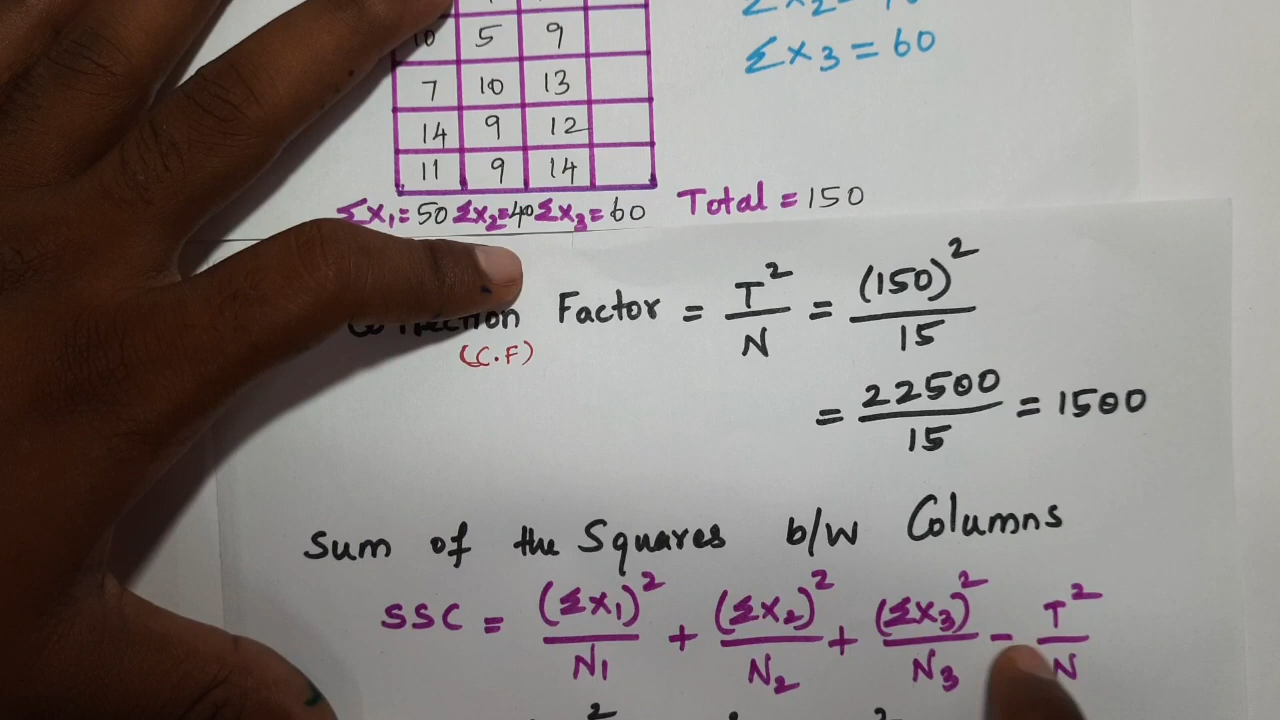 Σx3 = 60
10 5 9
7 10 13
14 9 12
11 9 14
Σx1=50 Σx2=40 Σx3=60 Total = 150
Factor = T²/N = (150)²/15
(C.F)
= 22500/15 = 1500
Sum of the Squares b/w Columns
SSC = (Σx1)²/N1 + (Σx2)²/N2 + (Σx3)²/N3 - T²/N